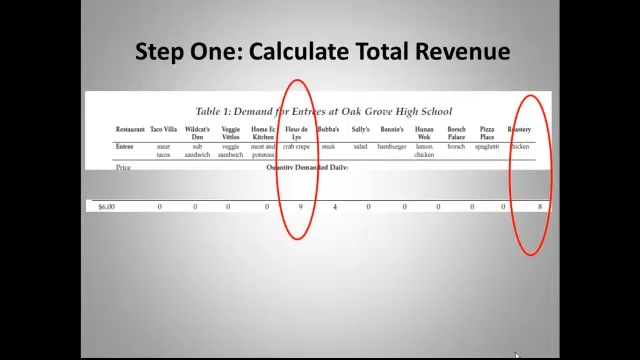 Step One: Calculate Total Revenue
Table 1: Demand for Entrees at Oak Grove High School
Restaurant Taco Villa Wildcat's Den Veggie Vittles Home Ec Kitchen Fleur de Lys Bubba's Sally's Bennie's Hunan Wok Borsch Palace Pizza Place Roastery
Entree meat tacos sub sandwich veggie sandwich meat and potatoes crab crepe steak salad hamburger lemon chicken borsch spaghetti chicken
Price Quantity Demanded Daily:
$6.00 0 0 0 0 9 4 0 0 0 0 0 8